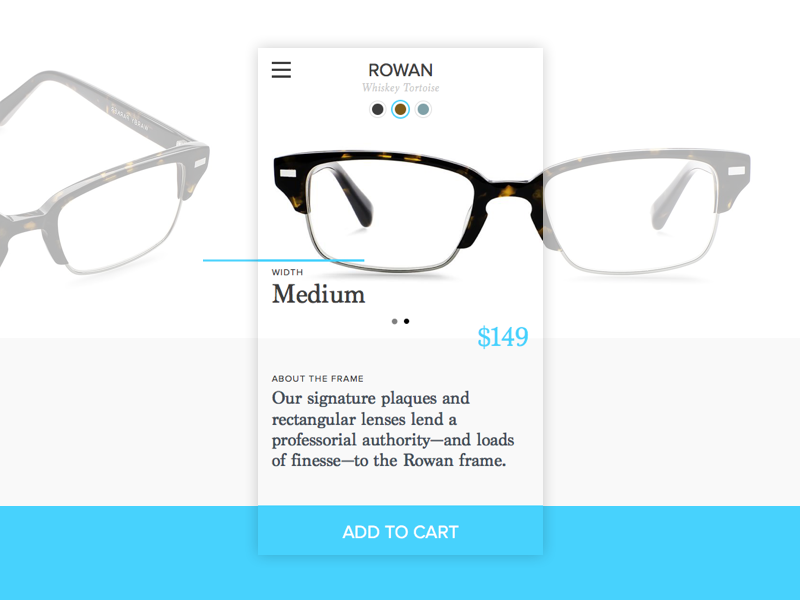 ROWAN
Whiskey Tortoise
WIDTH
Medium
$149
ABOUT THE FRAME
Our signature plaques and
rectangular lenses lend a
professorial authority—and loads
of finesse—to the Rowan frame.
ADD TO CART